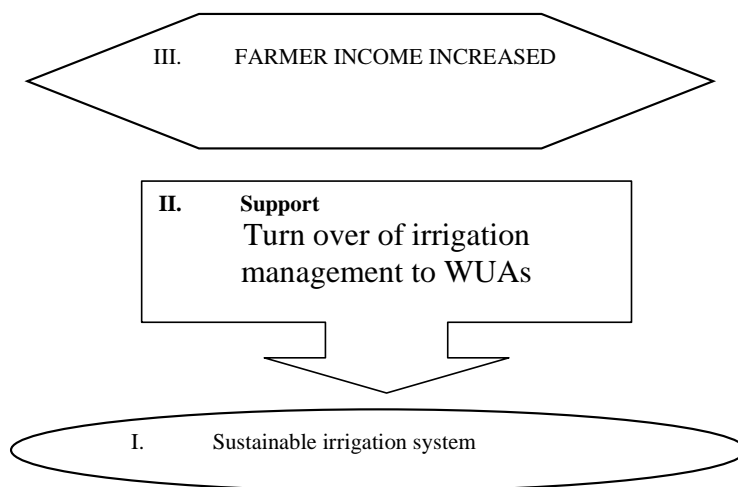 III. FARMER INCOME INCREASED
II. Support
Turn over of irrigation
management to WUAs
I. Sustainable irrigation system